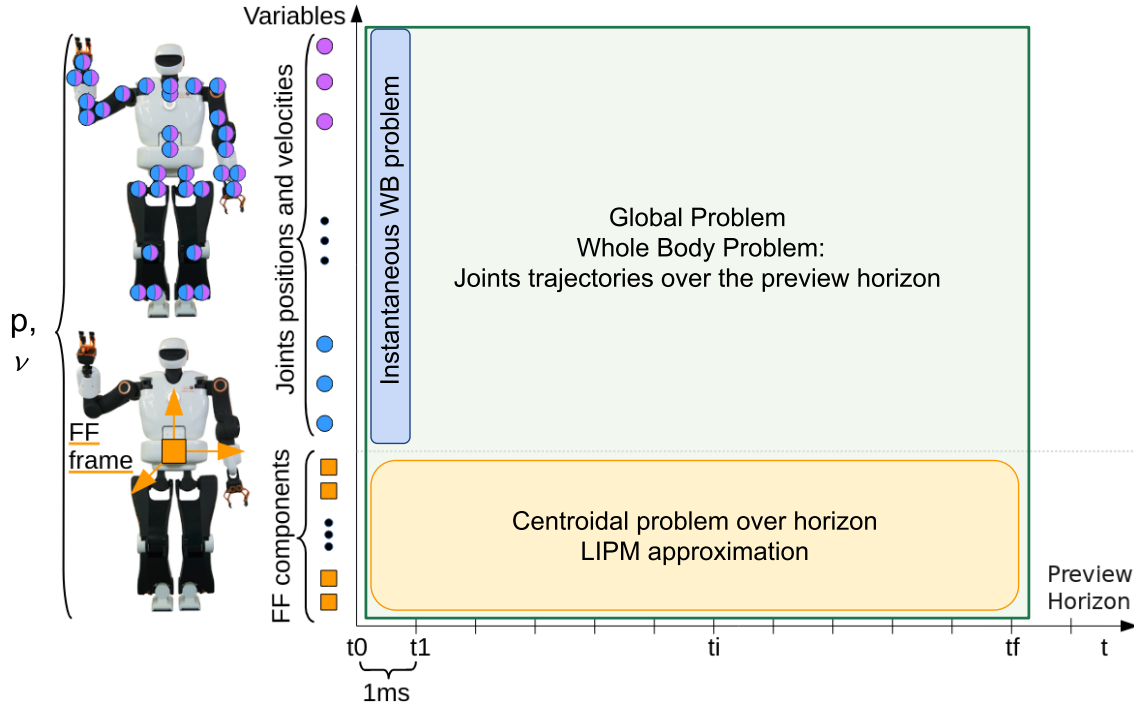 Variables
p,
ν
FF
frame
Joints positions and velocities
FF components
Instantaneous WB problem
Global Problem
Whole Body Problem:
Joints trajectories over the preview horizon
Centroidal problem over horizon
LIPM approximation
Preview
Horizon
t0
t1
ti
tf
t
1ms